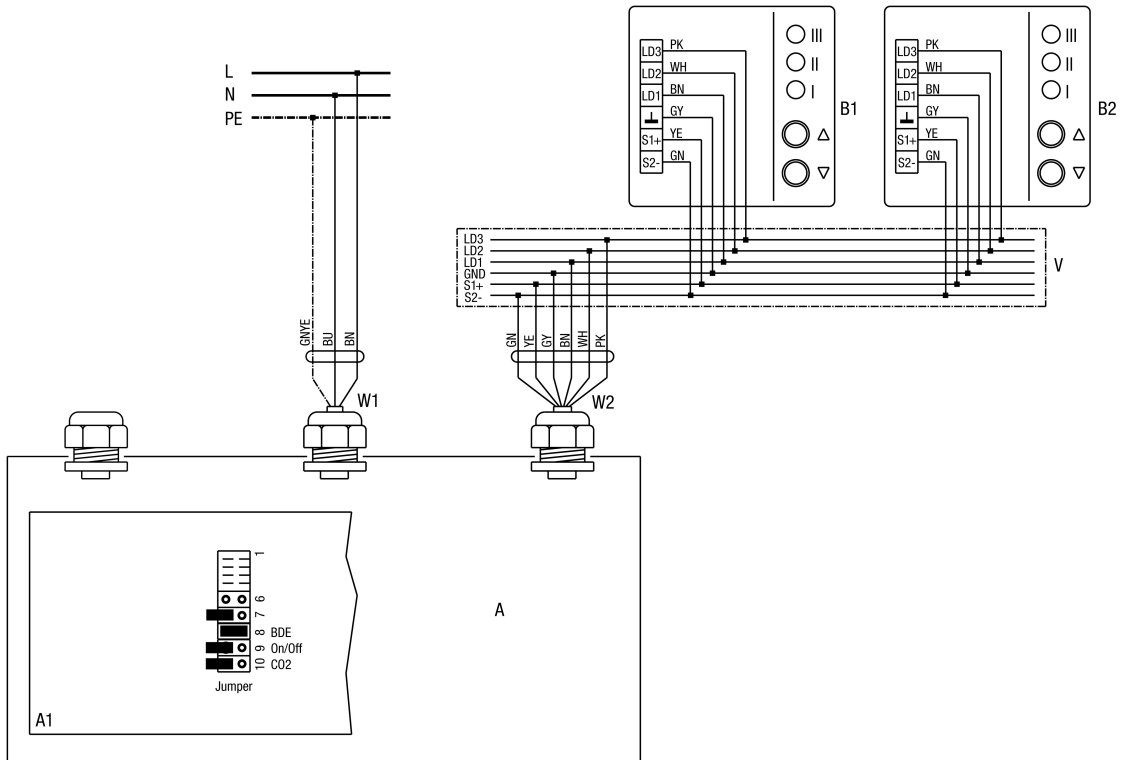 L
N
PE
LD3 PK
LD2 WH
LD1 BN
GY
S1+ YE
S2- GN
III
II
I
B1
LD3 PK
LD2 WH
LD1 BN
GY
S1+ YE
S2- GN
III
II
I
B2
LD3
LD2
LD1
GND
S1+
S2-
V
GNYE
BU
BN
W1
GN
YE
GY
BN
WH
PK
W2
1
6
7
8 BDE
9 On/Off
10 CO2
Jumper
A
A1